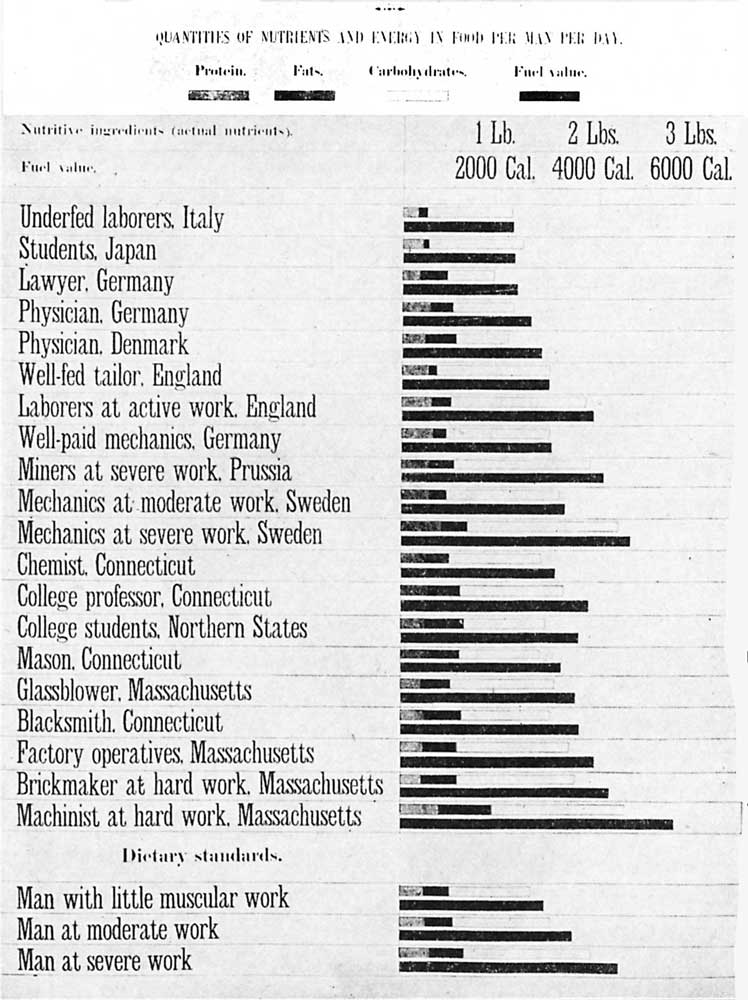 QUANTITIES OF NUTRIENTS AND ENERGY IN FOOD PER MAN PER DAY.
Protein. Fats. Carbohydrates. Fuel value.
Nutritive ingredients (actual nutrients). 1 Lb. 2 Lbs. 3 Lbs.
Fuel value. 2000 Cal. 4000 Cal. 6000 Cal.
Underfed laborers, Italy
Students, Japan
Lawyer, Germany
Physician, Germany
Physician, Denmark
Well-fed tailor, England
Laborers at active work, England
Well-paid mechanics, Germany
Miners at severe work, Prussia
Mechanics at moderate work, Sweden
Mechanics at severe work, Sweden
Chemist, Connecticut
College professor, Connecticut
College students, Northern States
Mason, Connecticut
Glassblower, Massachusetts
Blacksmith, Connecticut
Factory operatives, Massachusetts
Brickmaker at hard work, Massachusetts
Machinist at hard work, Massachusetts
Dietary standards.
Man with little muscular work
Man at moderate work
Man at severe work